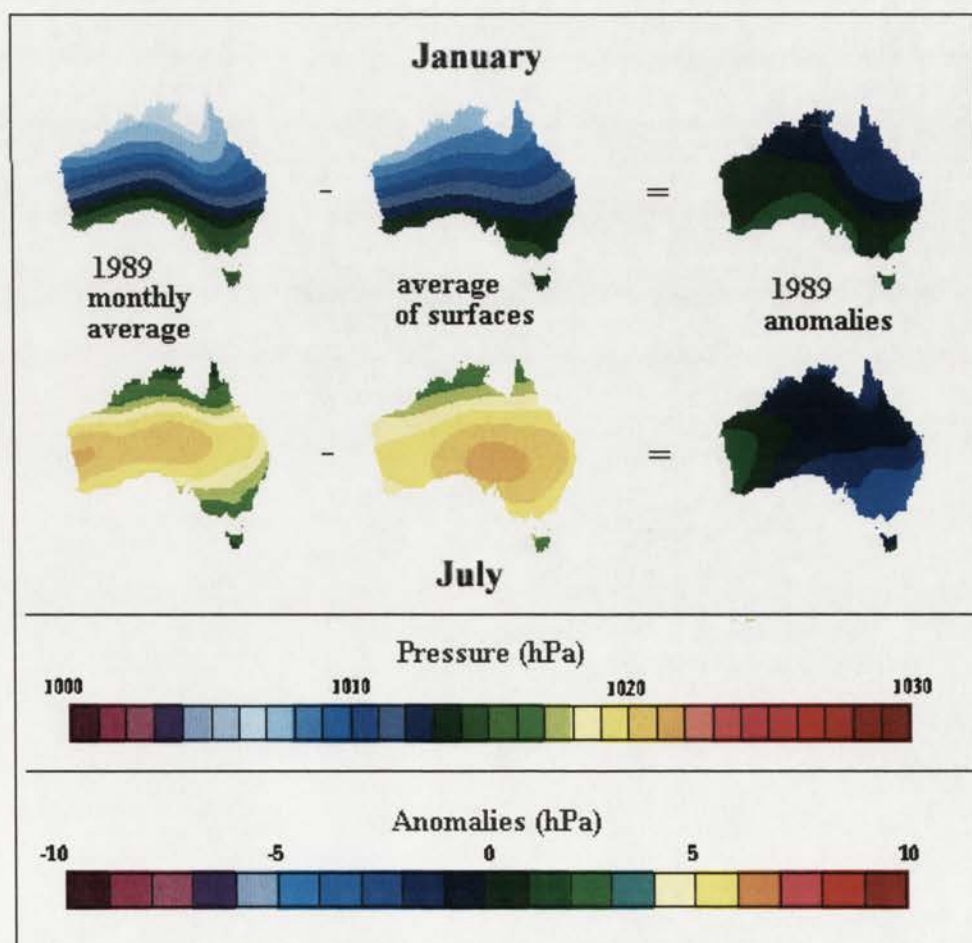 January
-
=
1989
monthly
average
average
of surfaces
1989
anomalies
-
=
July
Pressure (hPa)
1000 1010 1020 1030
Anomalies (hPa)
-10 -5 0 5 10